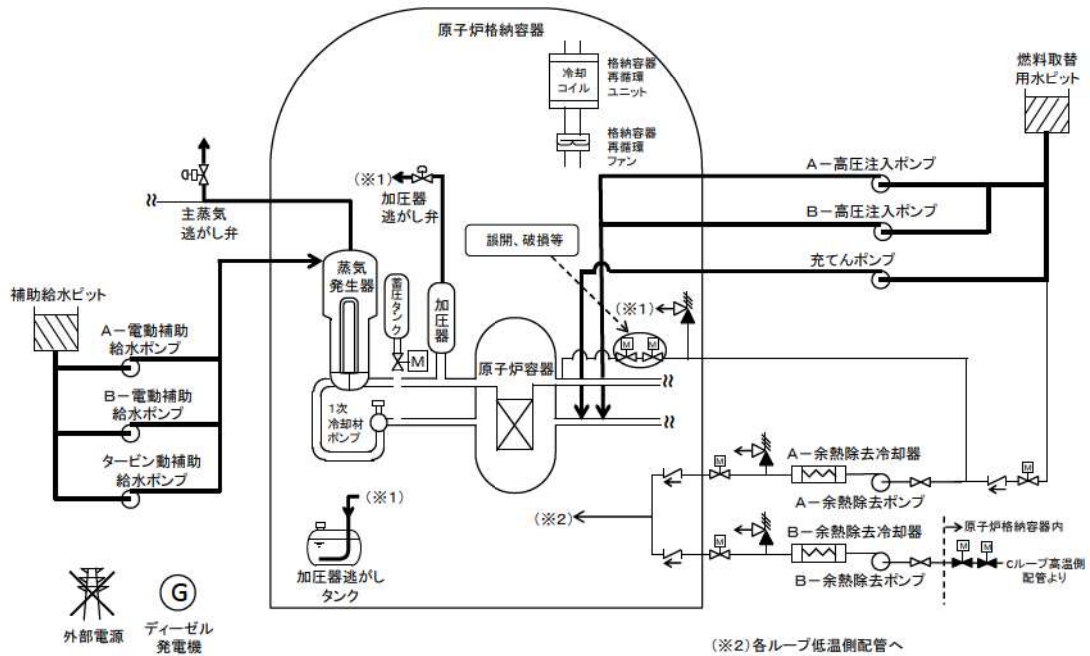 原子炉格納容器
冷却
コイル
格納容器
再循環
ユニット
格納容器
再循環
ファン
燃料取替
用水ピット
主蒸気
逃がし弁
(※1)
加圧器
逃がし弁
A-高圧注入ポンプ
B-高圧注入ポンプ
充てんポンプ
誤開、破損等
(※1)
補助給水ピット
A-電動補助
給水ポンプ
B-電動補助
給水ポンプ
タービン動補助
給水ポンプ
蒸気
発生器
蓄圧タンク
M
加圧器
原子炉容器
M
M
1次
冷却材
ポンプ
(※1)
加圧器逃がし
タンク
(※2)
M
A-余熱除去冷却器
A-余熱除去ポンプ
M
M
B-余熱除去冷却器
B-余熱除去ポンプ
原子炉格納容器内
M
M
Cループ高温側
配管より
外部電源
G
ディーゼル
発電機
(※2)各ループ低温側配管へ